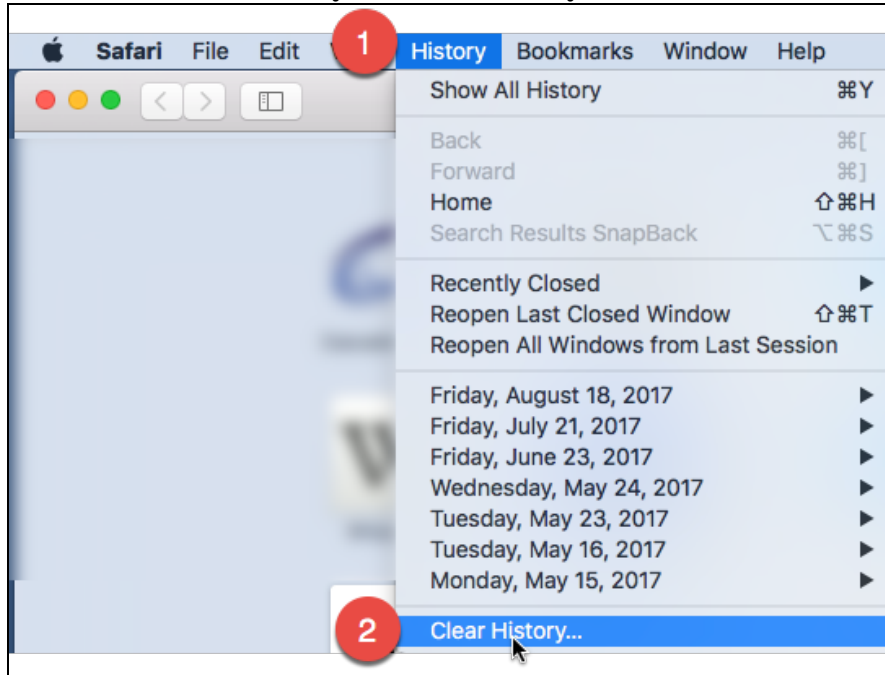 Safari File Edit 1 History Bookmarks Window Help
Show All History ⌘Y
Back ⌘[
Forward ⌘]
Home ⇧⌘H
Search Results SnapBack ⌥⌘S
Recently Closed ▶
Reopen Last Closed Window ⇧⌘T
Reopen All Windows from Last Session
Friday, August 18, 2017 ▶
Friday, July 21, 2017 ▶
Friday, June 23, 2017 ▶
Wednesday, May 24, 2017 ▶
Tuesday, May 23, 2017 ▶
Tuesday, May 16, 2017 ▶
Monday, May 15, 2017 ▶
2 Clear History...